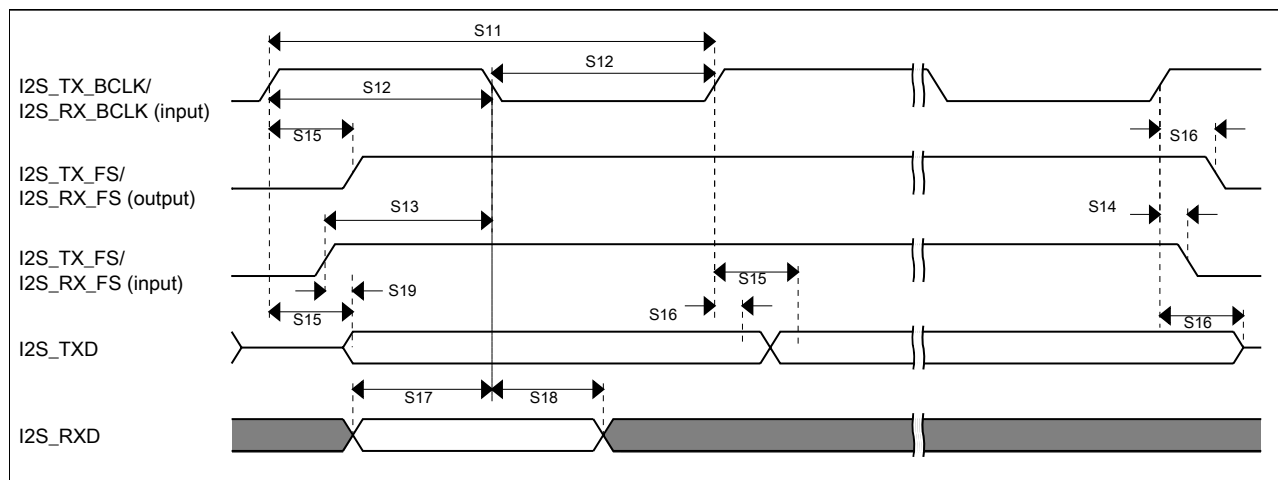 S11
I2S_TX_BCLK/
I2S_RX_BCLK (input)
S12
S12
S15
S16
I2S_TX_FS/
I2S_RX_FS (output)
S13
S14
I2S_TX_FS/
I2S_RX_FS (input)
S19
S15
S15
S16
S16
I2S_TXD
S17
S18
I2S_RXD